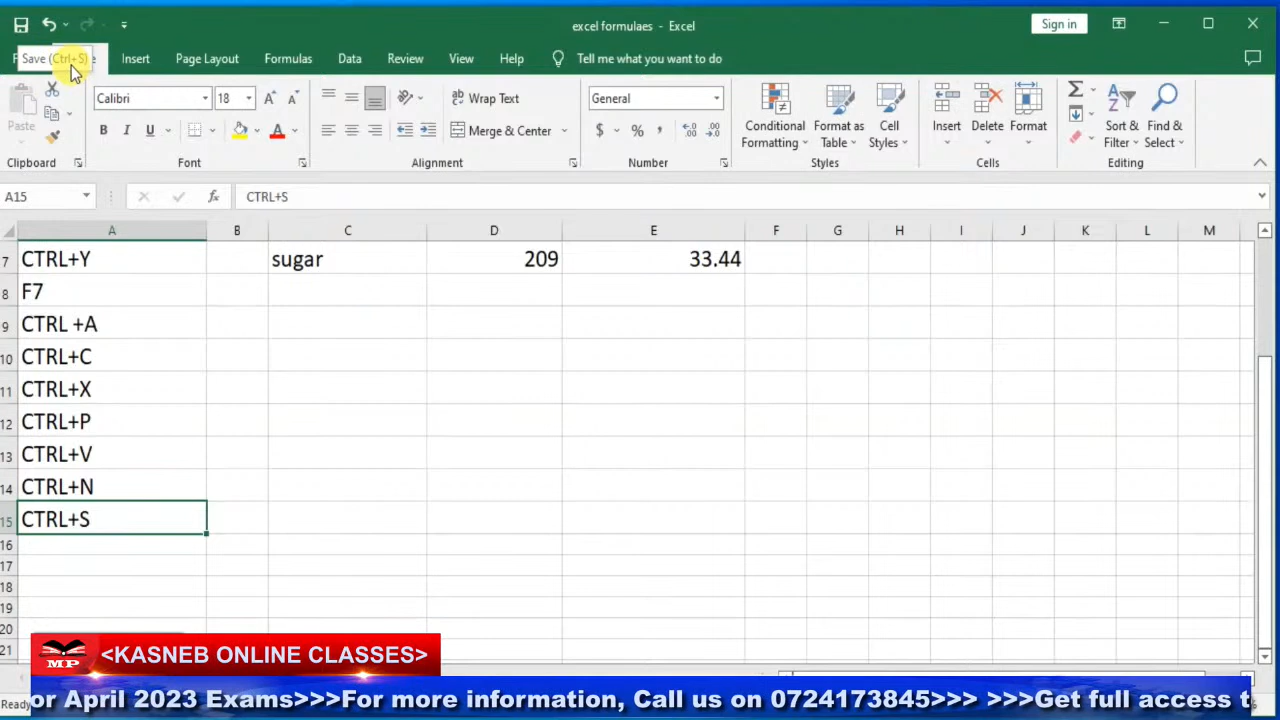 excel formulaes - Excel
Sign in
Save (Ctrl+S)
Insert
Page Layout
Formulas
Data
Review
View
Help
Tell me what you want to do
Paste
Calibri
18
Wrap Text
Merge & Center
General
Conditional Formatting
Format as Table
Cell Styles
Insert
Delete
Format
Sort & Filter
Find & Select
Clipboard
Font
Alignment
Number
Styles
Cells
Editing
A15
fx
CTRL+S
A B C D E F G H I J K L M
7 CTRL+Y sugar 209 33.44
8 F7
9 CTRL +A
10 CTRL+C
11 CTRL+X
12 CTRL+P
13 CTRL+V
14 CTRL+N
15 CTRL+S
16
17
18
19
20
21
MP
<KASNEB ONLINE CLASSES>
Ready
or April 2023 Exams>>>For more information, Call us on 0724173845>>> >>>Get full access t